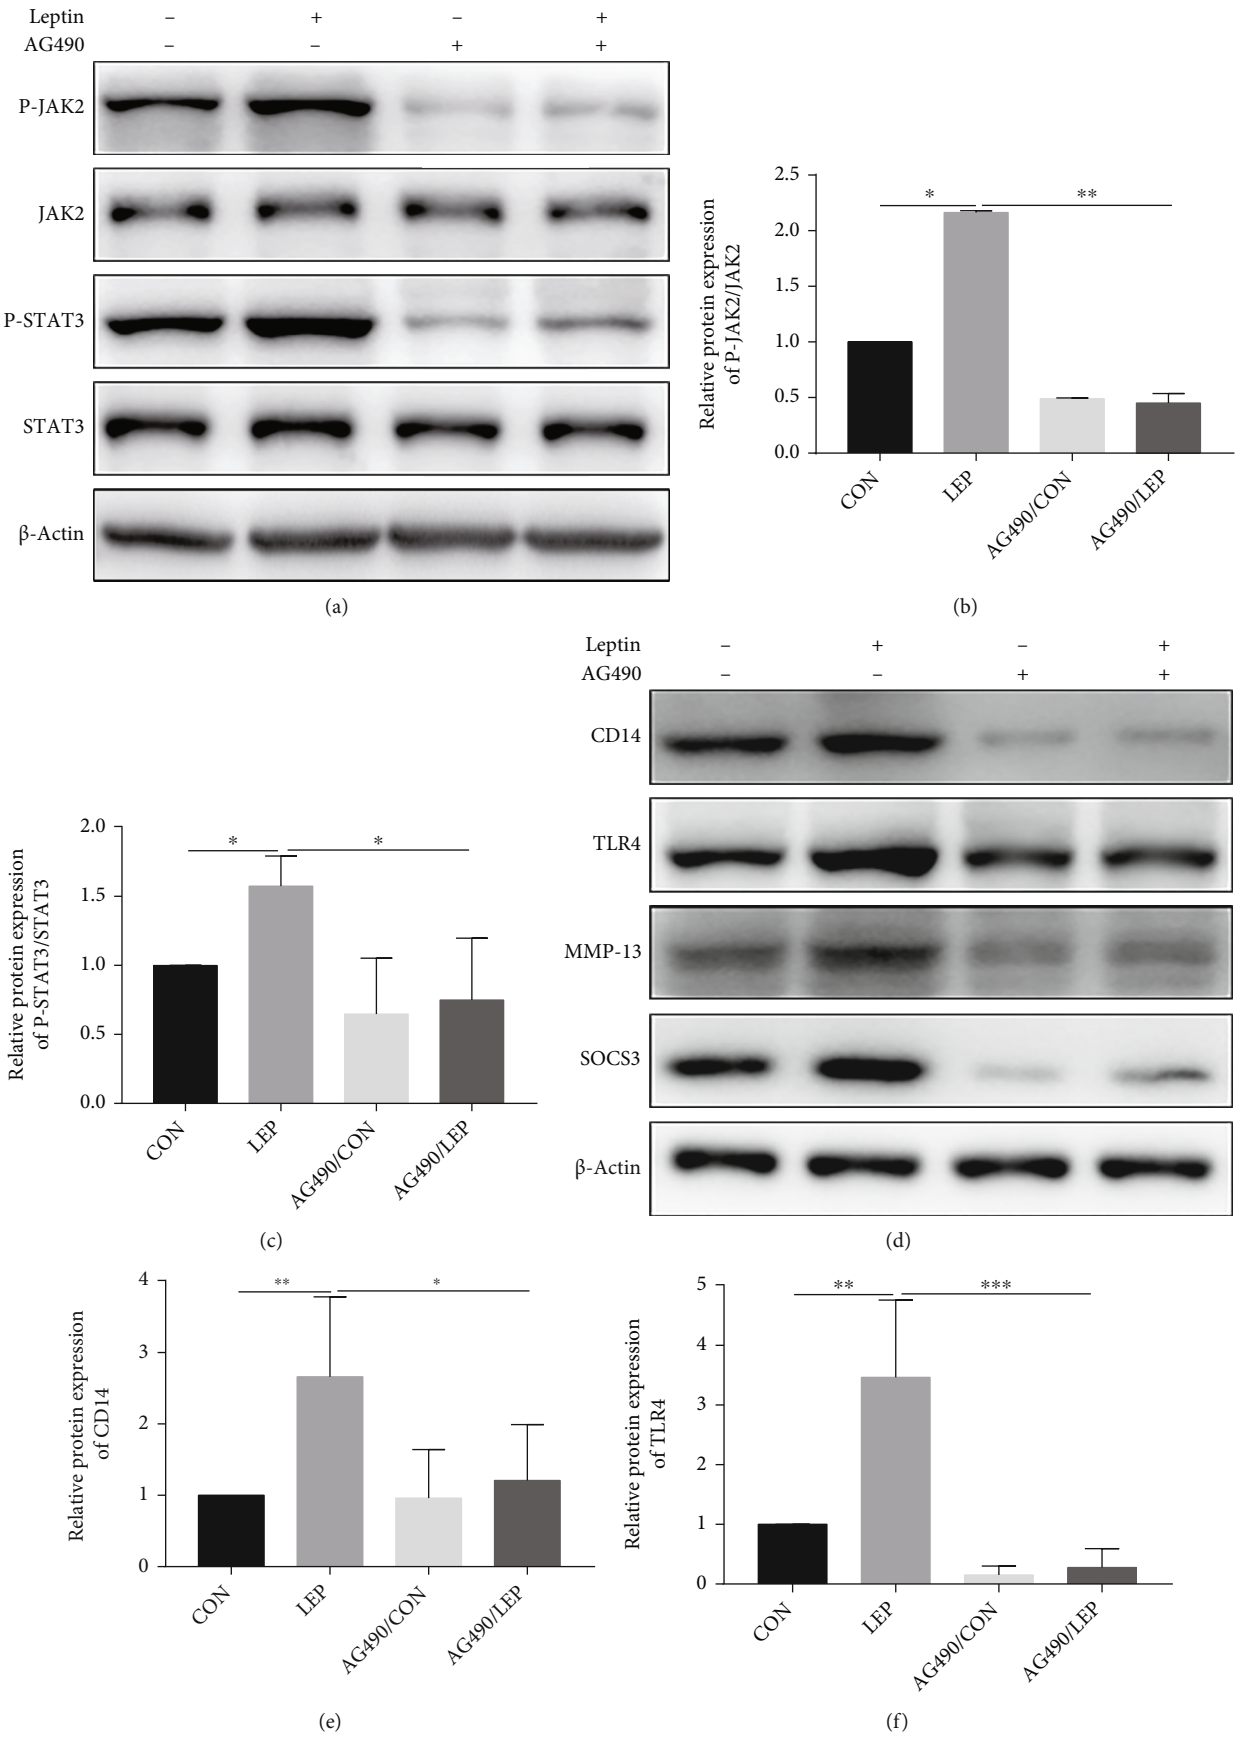 Leptin – + – +
AG490 – – + +
P-JAK2
JAK2
P-STAT3
STAT3
β-Actin
(a)
Relative protein expression
of P-JAK2/JAK2
2.5
2.0
1.5
1.0
0.5
0.0
* **
CON LEP AG490/CON AG490/LEP
(b)
Relative protein expression
of P-STAT3/STAT3
2.0
1.5
1.0
0.5
0.0
* *
CON LEP AG490/CON AG490/LEP
(c)
Leptin – + – +
AG490 – – + +
CD14
TLR4
MMP-13
SOCS3
β-Actin
(d)
Relative protein expression
of CD14
4
3
2
1
0
** *
CON LEP AG490/CON AG490/LEP
(e)
Relative protein expression
of TLR4
5
4
3
2
1
0
** ***
CON LEP AG490/CON AG490/LEP
(f)